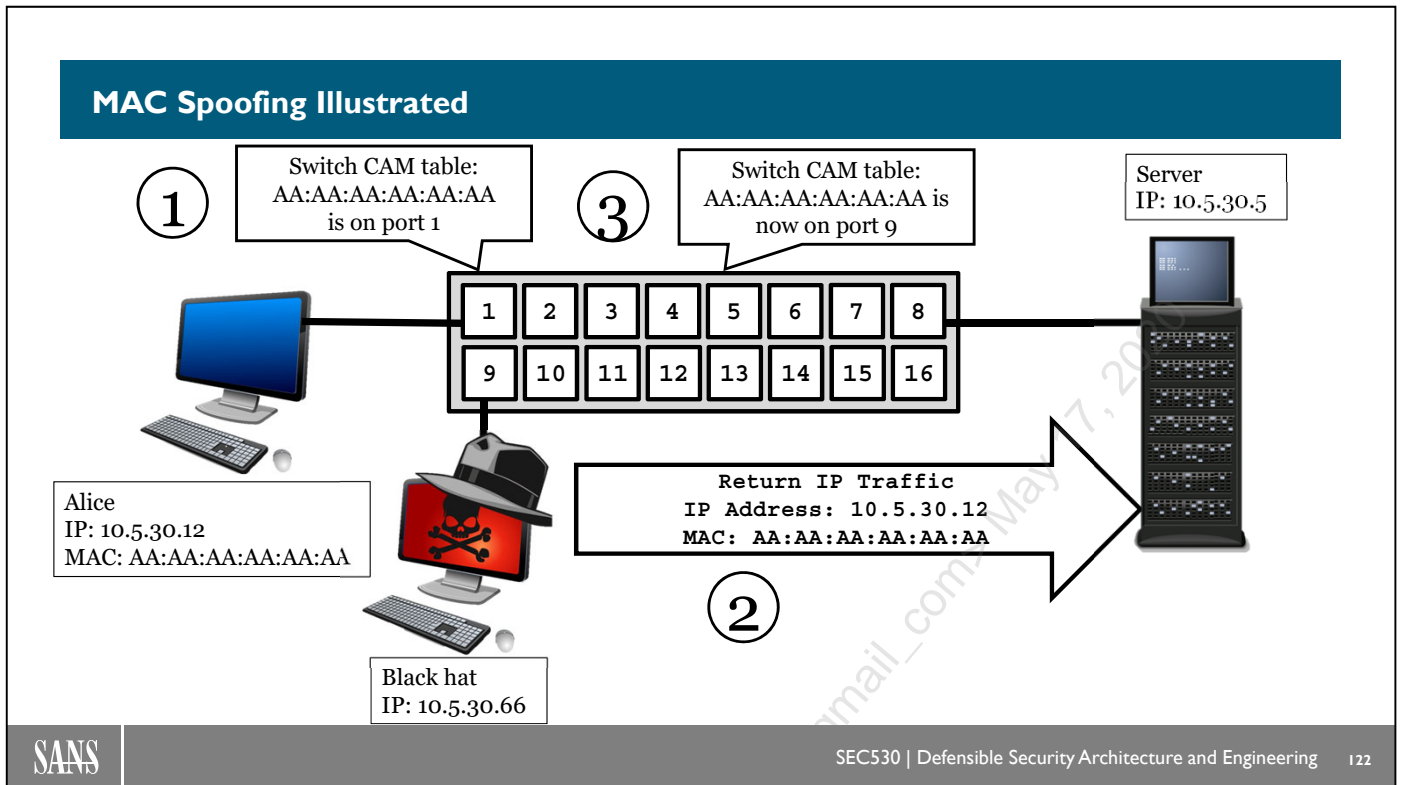 MAC Spoofing Illustrated
1
Switch CAM table:
AA:AA:AA:AA:AA:AA
is on port 1
3
Switch CAM table:
AA:AA:AA:AA:AA:AA is
now on port 9
Server
IP: 10.5.30.5
1 2 3 4 5 6 7 8
9 10 11 12 13 14 15 16
Alice
IP: 10.5.30.12
MAC: AA:AA:AA:AA:AA:AA
Return IP Traffic
IP Address: 10.5.30.12
MAC: AA:AA:AA:AA:AA:AA
2
Black hat
IP: 10.5.30.66
gmail_com> May 17, 20
SANS
SEC530 | Defensible Security Architecture and Engineering 122